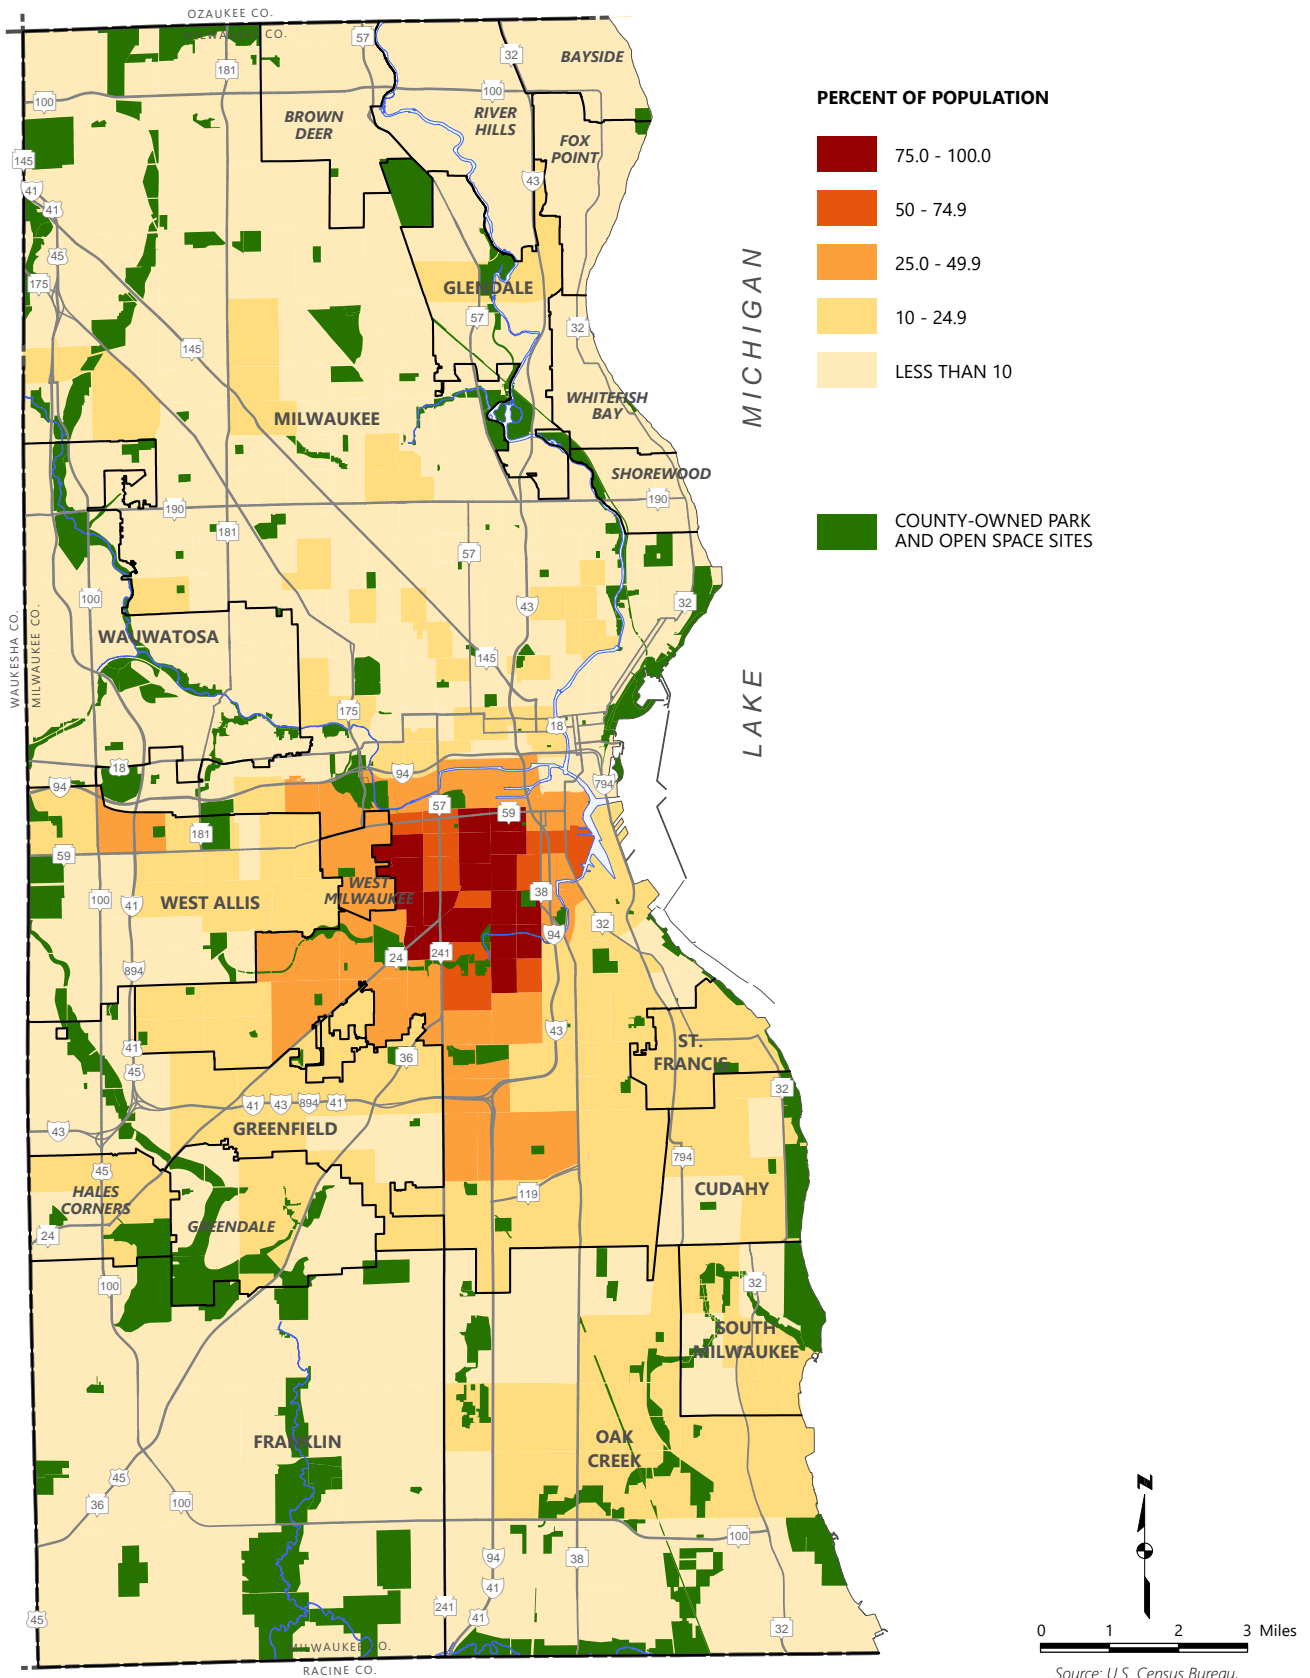 OZAUKEE CO.
MILWAUKEE CO.
57
32
BAYSIDE
181
100
100
BROWN
DEER
RIVER
HILLS
FOX
POINT
145
41
41
43
45
175
GLENDALE
57
32
145
WHITEFISH
BAY
MILWAUKEE
SHOREWOOD
190
190
181
57
100
43
32
WAUKESHA CO.
MILWAUKEE CO.
WAUWATOSA
145
175
18
18
94
94
794
57
59
181
59
WEST
MILWAUKEE
38
100
41
WEST ALLIS
32
94
24
241
894
43
ST.
FRANCIS
41
36
45
32
41
43
894
41
43
GREENFIELD
45
794
HALES
CORNERS
119
CUDAHY
GREENDALE
24
100
32
SOUTH
MILWAUKEE
FRANKLIN
OAK
CREEK
45
36
100
100
94
38
41
45
241
41
32
MILWAUKEE CO.
RACINE CO.
LAKE MICHIGAN
PERCENT OF POPULATION
75.0 - 100.0
50 - 74.9
25.0 - 49.9
10 - 24.9
LESS THAN 10
COUNTY-OWNED PARK
AND OPEN SPACE SITES
N
0 1 2 3 Miles
Source: U.S. Census Bureau,